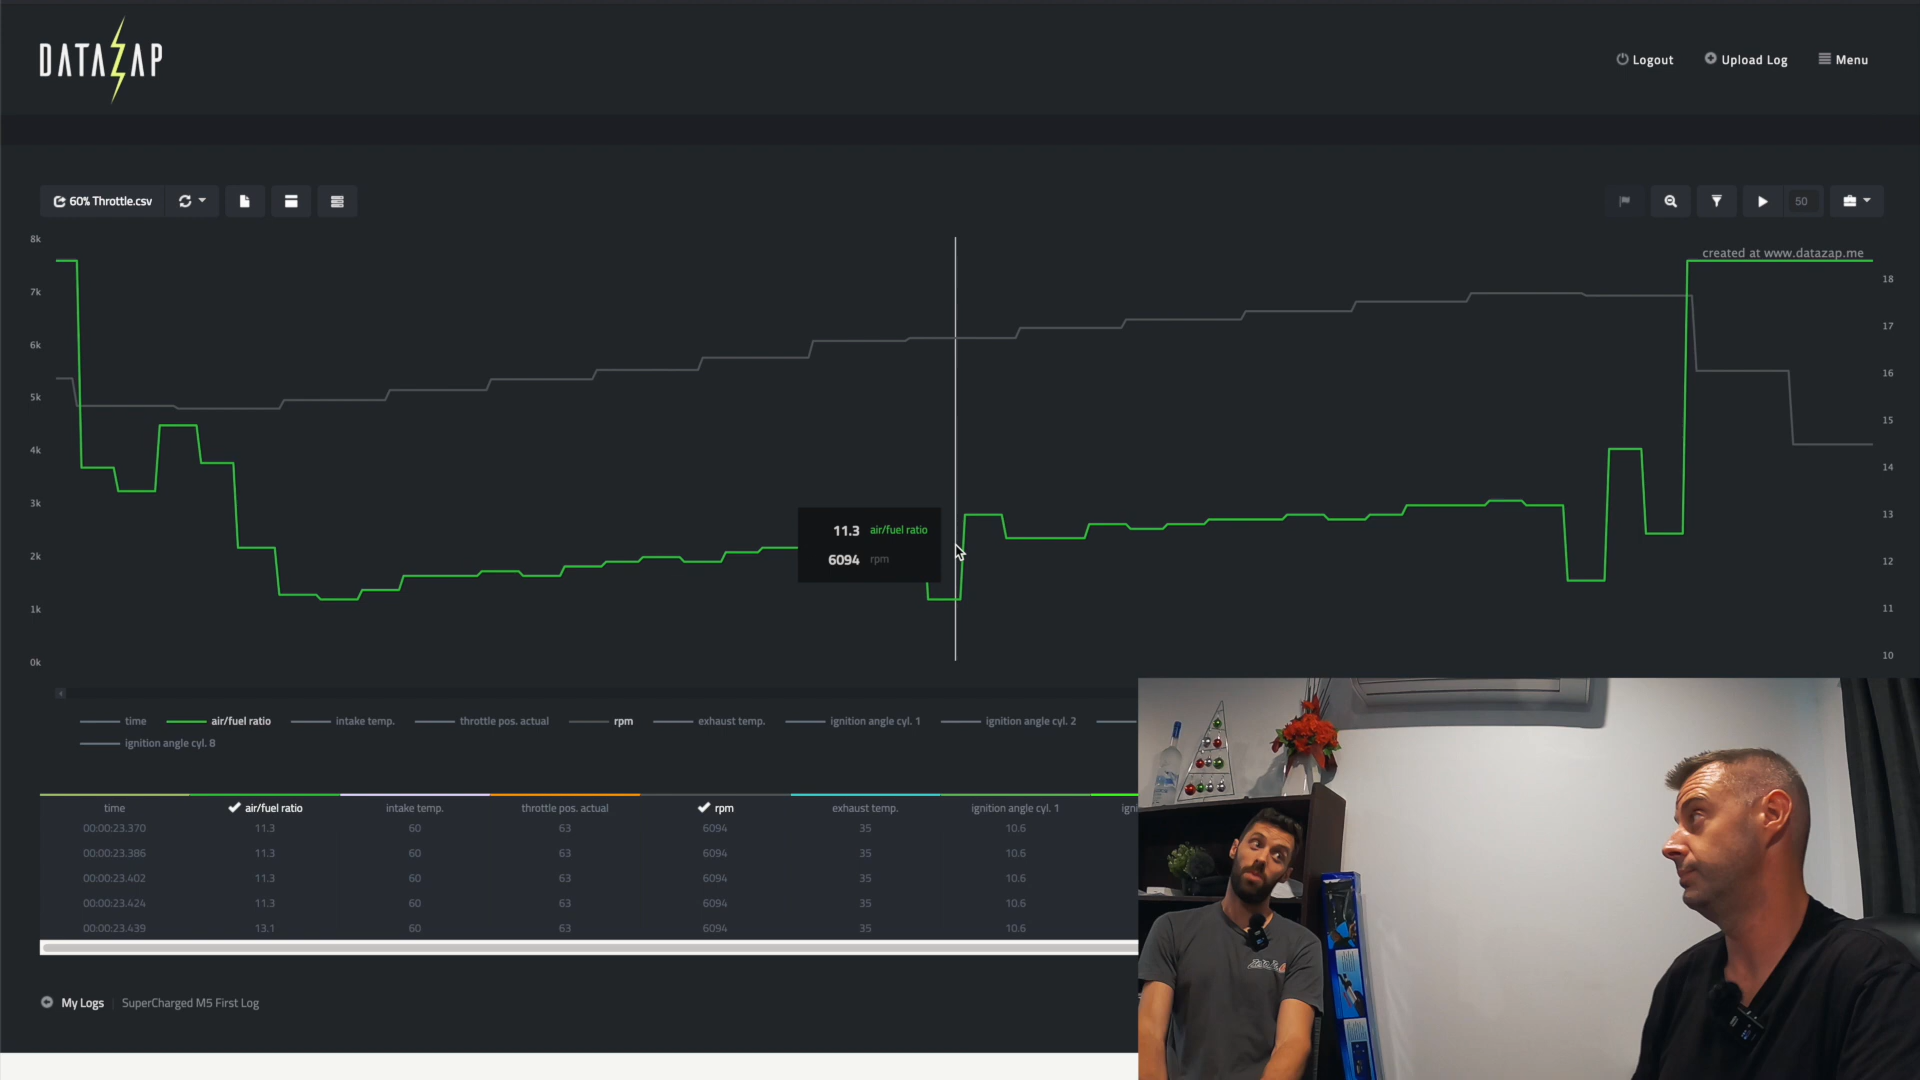 DATAZAP
Logout
Upload Log
Menu
60% Throttle.csv
50
created at www.datazap.me
8k
7k
6k
5k
4k
3k
2k
1k
0k
18
17
16
15
14
13
12
11
10
11.3 air/fuel ratio
6094 rpm
time air/fuel ratio intake temp. throttle pos. actual rpm exhaust temp. ignition angle cyl. 1 ignition angle cyl. 2
ignition angle cyl. 8
time air/fuel ratio intake temp. throttle pos. actual rpm exhaust temp. ignition angle cyl. 1 ign
00:00:23.370 11.3 60 63 6094 35 10.6
00:00:23.386 11.3 60 63 6094 35 10.6
00:00:23.402 11.3 60 63 6094 35 10.6
00:00:23.424 11.3 60 63 6094 35 10.6
00:00:23.439 13.1 60 63 6094 35 10.6
My Logs SuperCharged M5 First Log